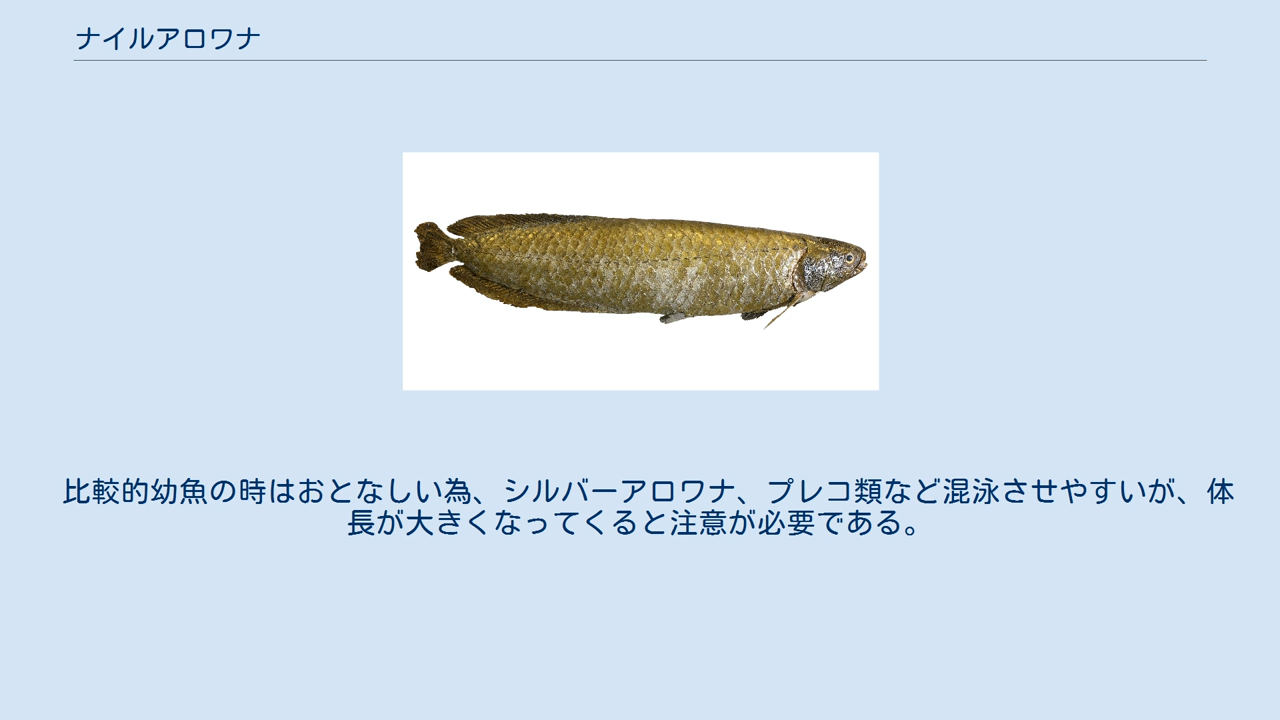 ナイルアロワナ
比較的幼魚の時はおとなしい為、シルバーアロワナ、プレコ類など混泳させやすいが、体
長が大きくなってくると注意が必要である。